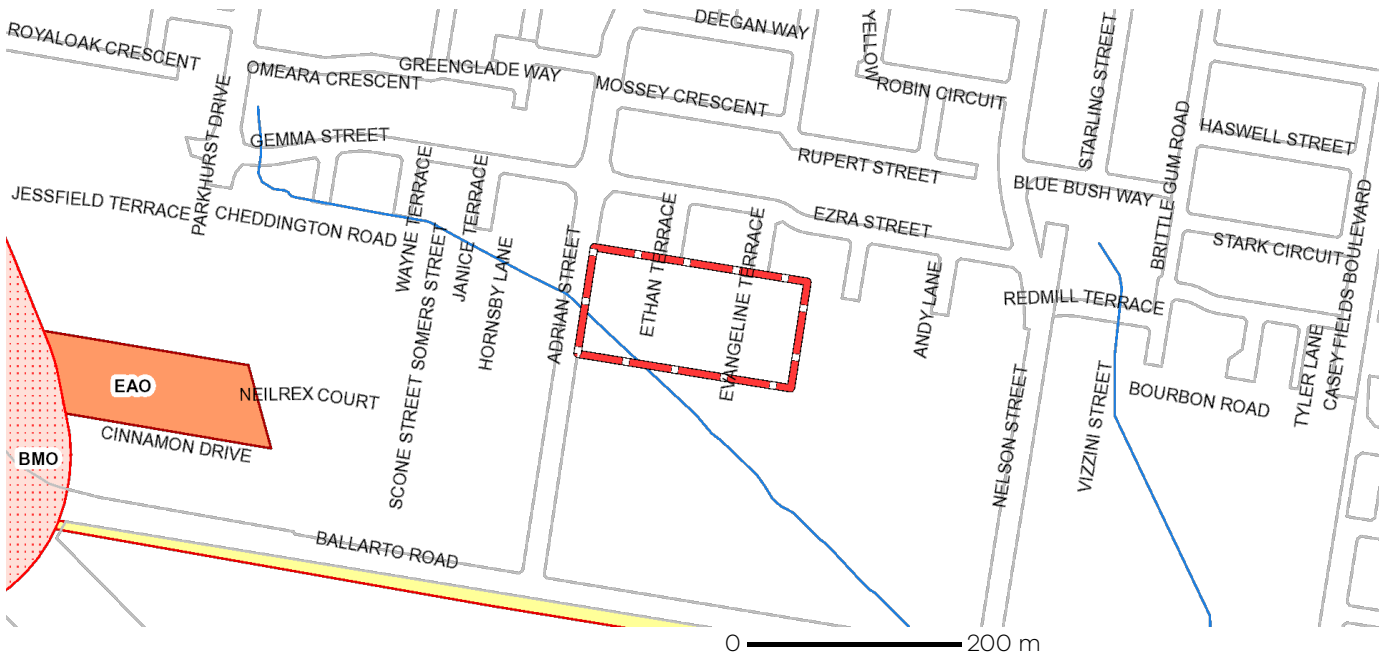 DEEGAN WAY
YELLOW
STARLING STREET
ROYALOAK CRESCENT
OMEARA CRESCENT
GREENGLADE WAY
MOSSEY CRESCENT
ROBIN CIRCUIT
PARKHURST DRIVE
GEMMA STREET
RUPERT STREET
HASWELL STREET
BLUE BUSH WAY
BRITTLE GUM ROAD
JESSFIELD TERRACE
CHEDDINGTON ROAD
WAYNE TERRACE
JANICE TERRACE
ETHAN TERRACE
EVANGELINE TERRACE
EZRA STREET
STARK CIRCUIT
CASEY FIELDS BOULEVARD
SCONE STREET SOMERS STREET
HORNSBY LANE
ADRIAN STREET
ANDY LANE
REDMILL TERRACE
EAO
NEILREX COURT
NELSON STREET
VIZZINI STREET
BOURBON ROAD
TYLER LANE
CINNAMON DRIVE
BMO
BALLARTO ROAD
0 200 m